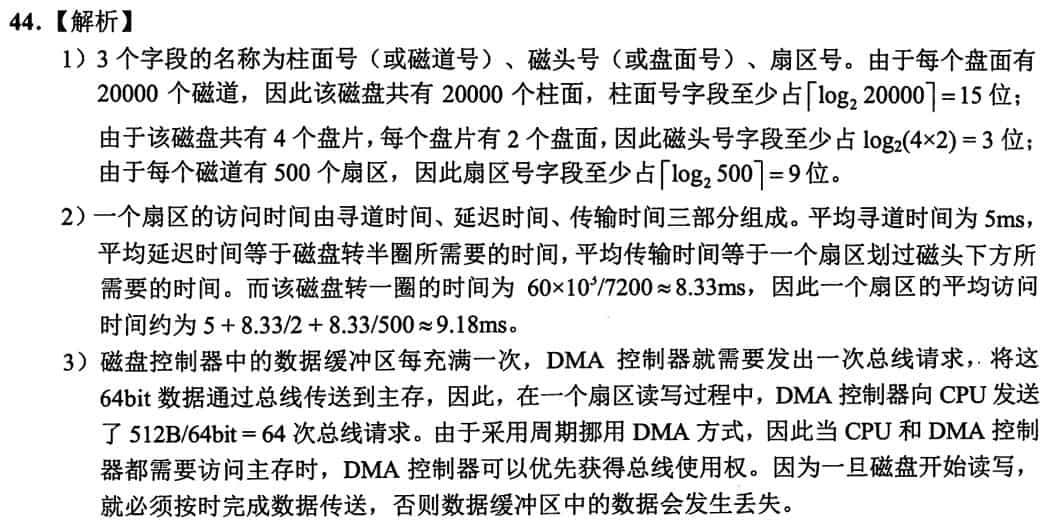 44.【解析】
1）3 个字段的名称为柱面号（或磁道号）、磁头号（或盘面号）、扇区号。由于每个盘面有
20000 个磁道，因此该磁盘共有 20000 个柱面，柱面号字段至少占⌈log₂ 20000⌉=15 位；
由于该磁盘共有 4 个盘片，每个盘片有 2 个盘面，因此磁头号字段至少占 log₂(4×2) = 3 位；
由于每个磁道有 500 个扇区，因此扇区号字段至少占⌈log₂ 500⌉=9 位。
2）一个扇区的访问时间由寻道时间、延迟时间、传输时间三部分组成。平均寻道时间为 5ms，
平均延迟时间等于磁盘转半圈所需要的时间，平均传输时间等于一个扇区划过磁头下方所
需要的时间。而该磁盘转一圈的时间为 60×10³/7200≈8.33ms，因此一个扇区的平均访问
时间约为 5 + 8.33/2 + 8.33/500≈9.18ms。
3）磁盘控制器中的数据缓冲区每充满一次，DMA 控制器就需要发出一次总线请求，将这
64bit 数据通过总线传送到主存，因此，在一个扇区读写过程中，DMA 控制器向 CPU 发送
了 512B/64bit = 64 次总线请求。由于采用周期挪用 DMA 方式，因此当 CPU 和 DMA 控制
器都需要访问主存时，DMA 控制器可以优先获得总线使用权。因为一旦磁盘开始读写，
就必须按时完成数据传送，否则数据缓冲区中的数据会发生丢失。